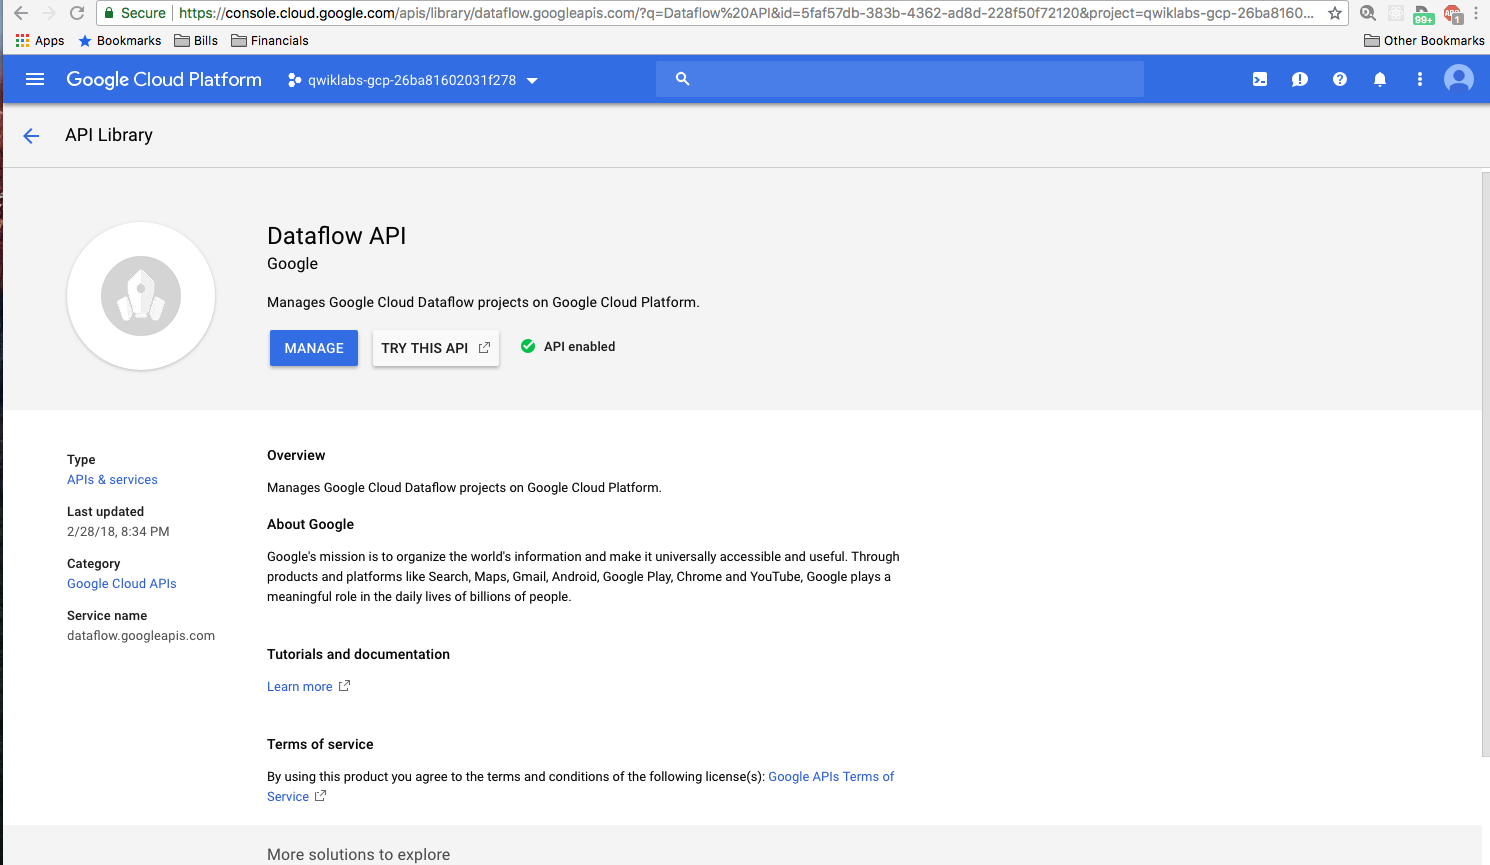 Secure https://console.cloud.google.com/apis/library/dataflow.googleapis.com/?q=Dataflow%20API&id=5faf57db-383b-4362-ad8d-228f50f72120&project=qwiklabs-gcp-26ba8160...
99+
1
Apps Bookmarks Bills Financials Other Bookmarks
Google Cloud Platform qwiklabs-gcp-26ba81602031f278
API Library
Dataflow API
Google
Manages Google Cloud Dataflow projects on Google Cloud Platform.
MANAGE TRY THIS API API enabled
Type
APIs & services
Last updated
2/28/18, 8:34 PM
Category
Google Cloud APIs
Service name
dataflow.googleapis.com
Overview
Manages Google Cloud Dataflow projects on Google Cloud Platform.
About Google
Google's mission is to organize the world's information and make it universally accessible and useful. Through
products and platforms like Search, Maps, Gmail, Android, Google Play, Chrome and YouTube, Google plays a
meaningful role in the daily lives of billions of people.
Tutorials and documentation
Learn more
Terms of service
By using this product you agree to the terms and conditions of the following license(s): Google APIs Terms of
Service
More solutions to explore